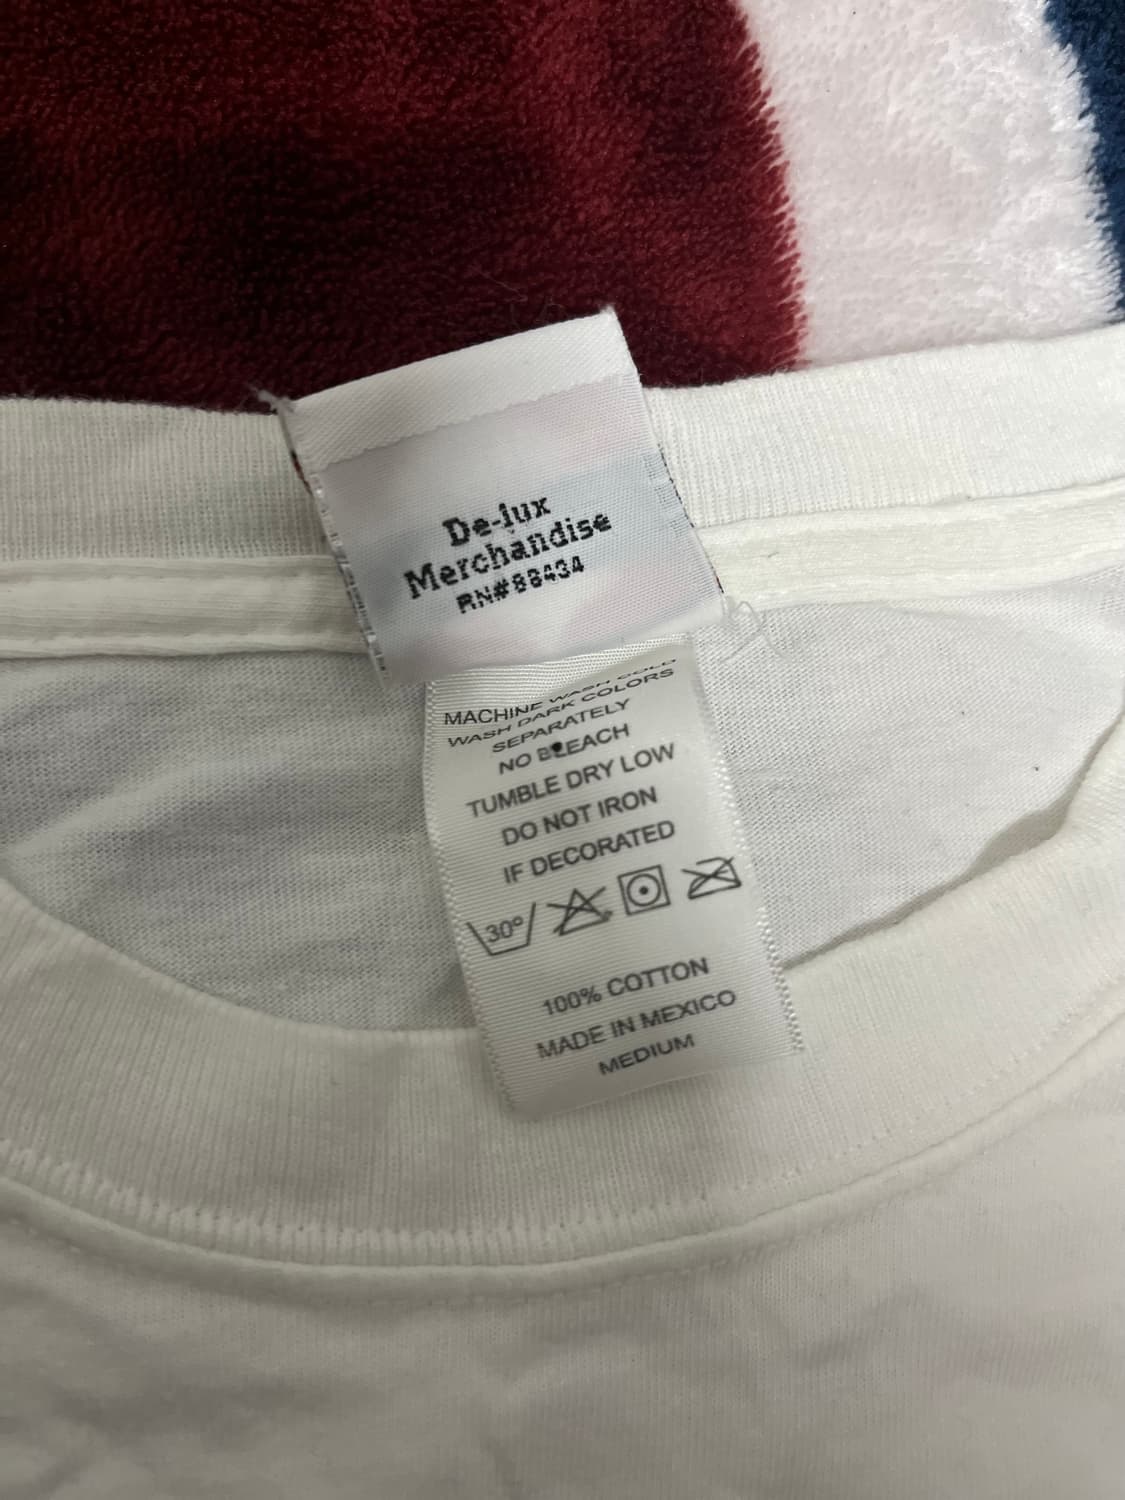 De-lux
Merchandise
RN#88434
MACHINE WASH COLD
WASH DARK COLORS
SEPARATELY
NO BLEACH
TUMBLE DRY LOW
DO NOT IRON
IF DECORATED
30°
100% COTTON
MADE IN MEXICO
MEDIUM